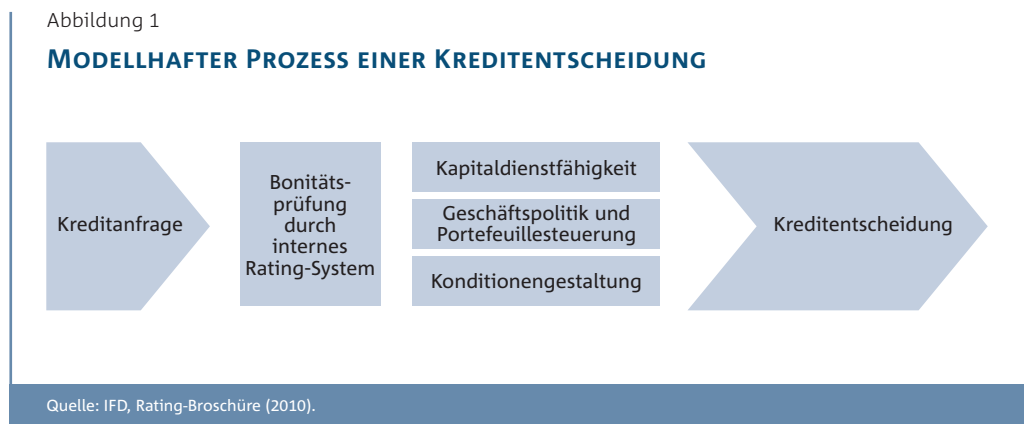 Abbildung 1
Modellhafter Prozess einer Kreditentscheidung
Kreditanfrage
Bonitäts-
prüfung
durch
internes
Rating-System
Kapitaldienstfähigkeit
Geschäftspolitik und
Portefeuillesteuerung
Konditionengestaltung
Kreditentscheidung
Quelle: IFD, Rating-Broschüre (2010).